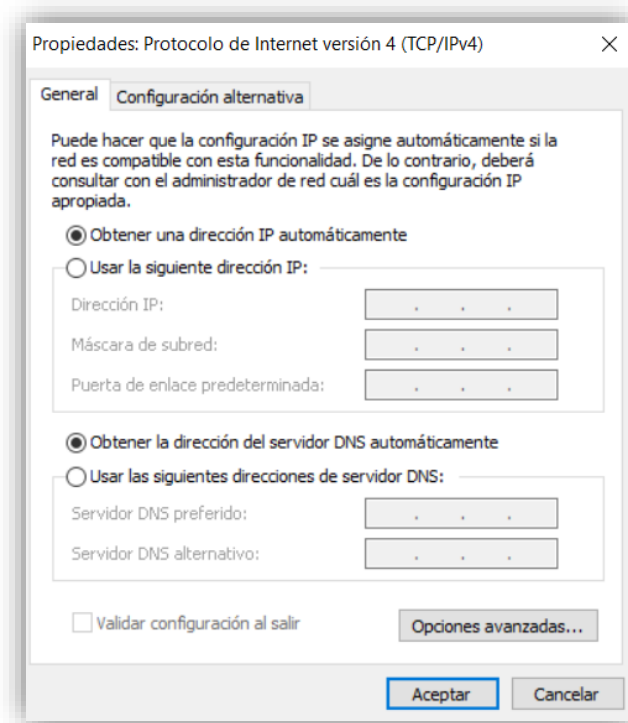 Propiedades: Protocolo de Internet versión 4 (TCP/IPv4)
General
Configuración alternativa
Puede hacer que la configuración IP se asigne automáticamente si la
red es compatible con esta funcionalidad. De lo contrario, deberá
consultar con el administrador de red cuál es la configuración IP
apropiada.
Obtener una dirección IP automáticamente
Usar la siguiente dirección IP:
Dirección IP:
Máscara de subred:
Puerta de enlace predeterminada:
Obtener la dirección del servidor DNS automáticamente
Usar las siguientes direcciones de servidor DNS:
Servidor DNS preferido:
Servidor DNS alternativo:
Validar configuración al salir
Opciones avanzadas...
Aceptar
Cancelar